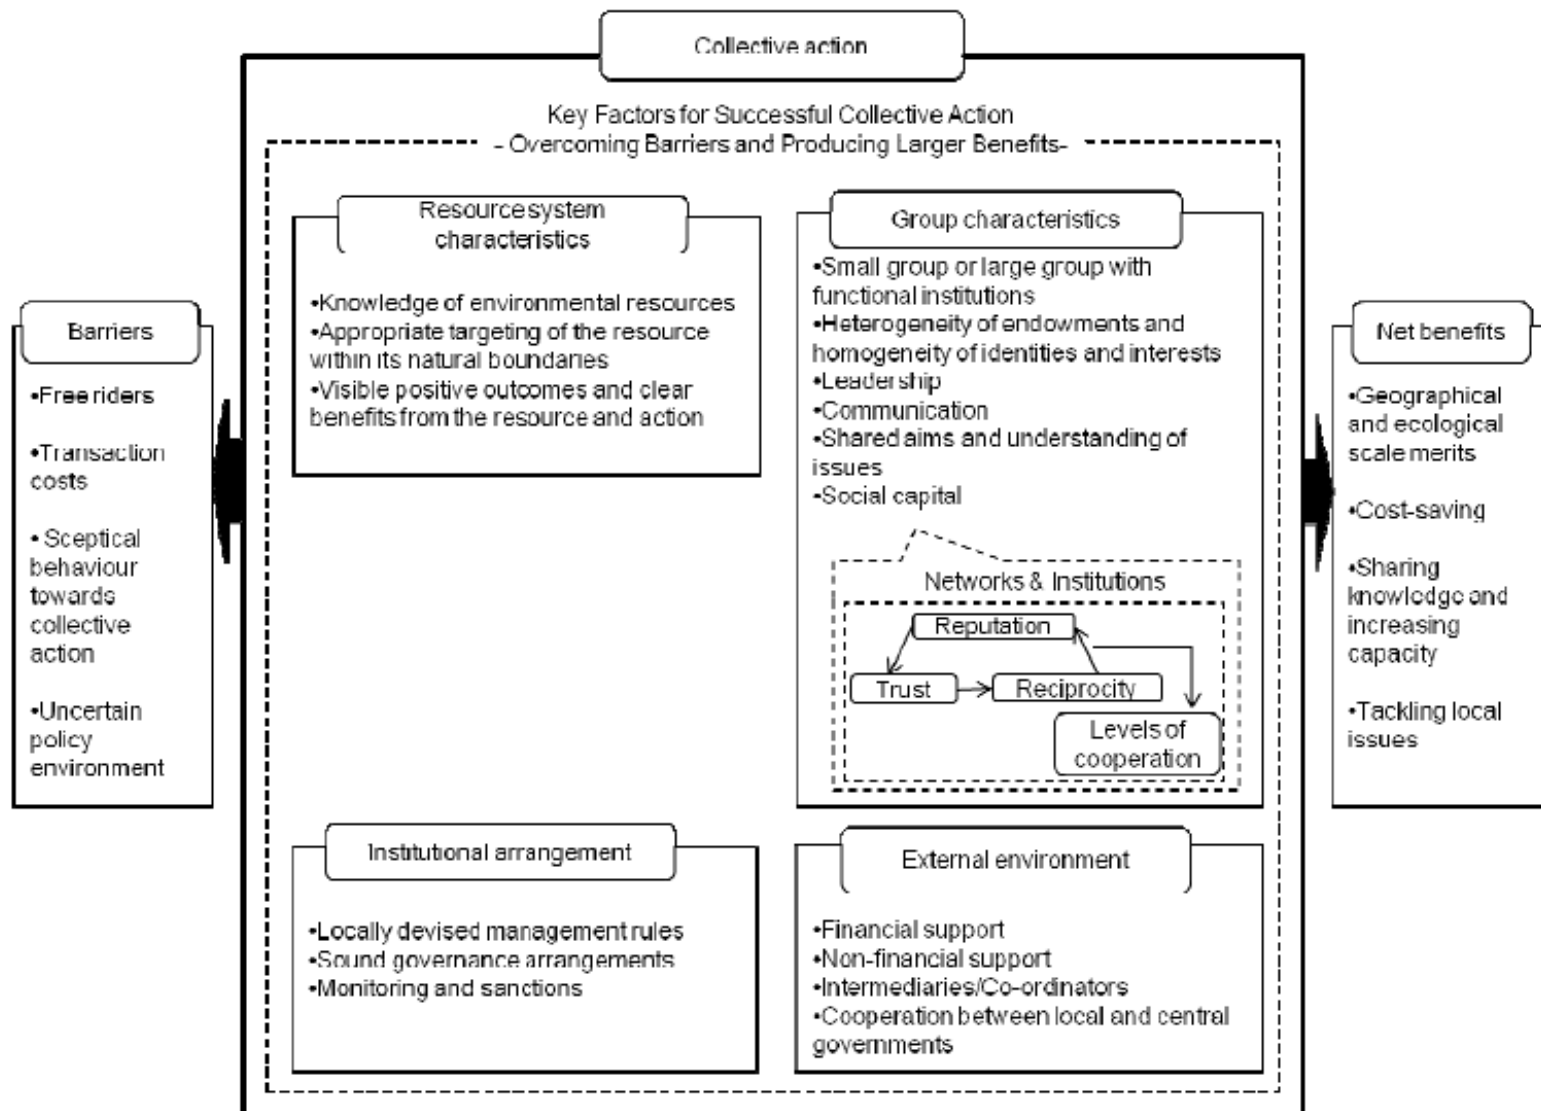 Collective action
Key Factors for Successful Collective Action
- Overcoming Barriers and Producing Larger Benefits-
Barriers
•Free riders
•Transaction
costs
• Sceptical
behaviour
towards
collective
action
•Uncertain
policy
environment
Resource system
characteristics
•Knowledge of environmental resources
•Appropriate targeting of the resource
within its natural boundaries
•Visible positive outcomes and clear
benefits from the resource and action
Group characteristics
•Small group or large group with
functional institutions
•Heterogeneity of endowments and
homogeneity of identities and interests
•Leadership
•Communication
•Shared aims and understanding of
issues
•Social capital
Networks & Institutions
Reputation
Trust
Reciprocity
Levels of
cooperation
Institutional arrangement
•Locally devised management rules
•Sound governance arrangements
•Monitoring and sanctions
External environment
•Financial support
•Non-financial support
•Intermediaries/Co-ordinators
•Cooperation between local and central
governments
Net benefits
•Geographical
and ecological
scale merits
•Cost-saving
•Sharing
knowledge and
increasing
capacity
•Tackling local
issues